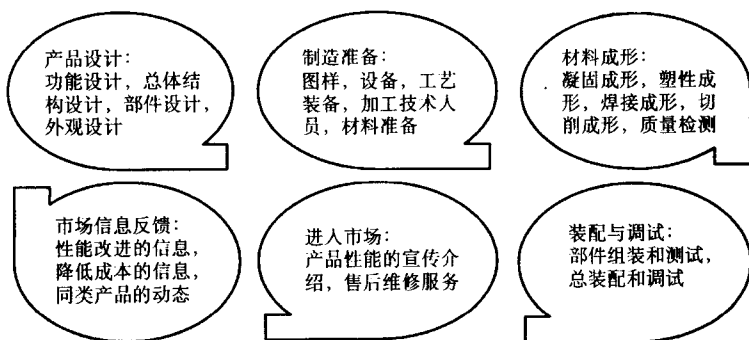 产品设计：
功能设计，总体结
构设计，部件设计，
外观设计
制造准备：
图样，设备，工艺
装备，加工技术人
员，材料准备
材料成形：
凝固成形，塑性成
形，焊接成形，切
削成形，质量检测
市场信息反馈：
性能改进的信息，
降低成本的信息，
同类产品的动态
进入市场：
产品性能的宣传介
绍，售后维修服务
装配与调试：
部件组装和测试，
总装配和调试